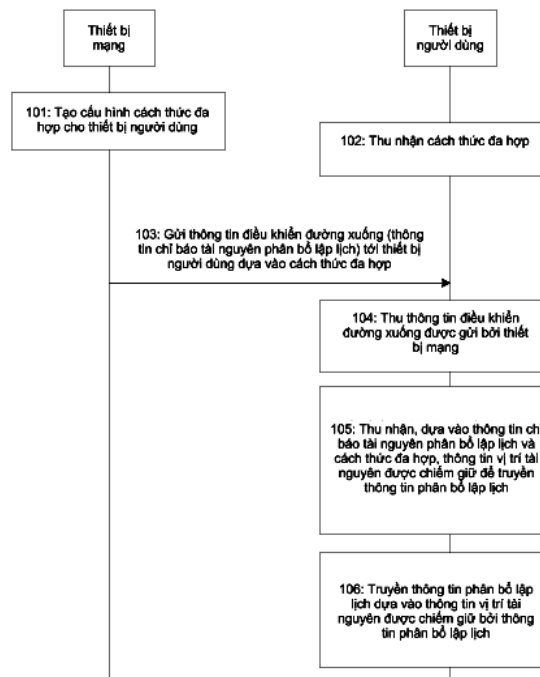 Thiết bị
mạng
Thiết bị
người dùng
101: Tạo cấu hình cách thức đa
hợp cho thiết bị người dùng
102: Thu nhận cách thức đa hợp
103: Gửi thông tin điều khiển đường xuống (thông
tin chỉ báo tài nguyên phân bổ lập lịch) tới thiết bị
người dùng dựa vào cách thức đa hợp
104: Thu thông tin điều khiển
đường xuống được gửi bởi thiết
bị mạng
105: Thu nhận, dựa vào thông tin chỉ
báo tài nguyên phân bổ lập lịch và
cách thức đa hợp, thông tin vị trí tài
nguyên được chiếm giữ để truyền
thông tin phân bổ lập lịch
106: Truyền thông tin phân bổ lập
lịch dựa vào thông tin vị trí tài
nguyên được chiếm giữ bởi thông
tin phân bổ lập lịch